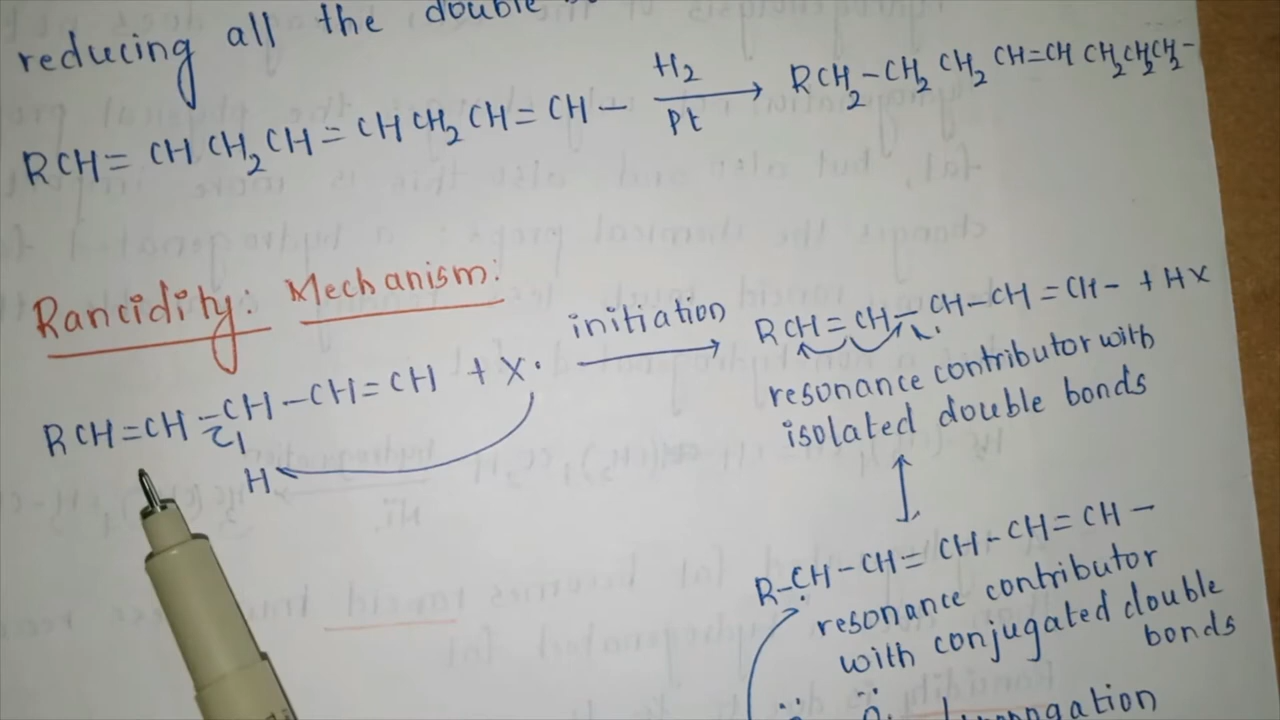 reducing all the double
RCH = CH CH₂ CH = CH CH₂ CH = CH – H₂ Pt → RCH₂ – CH₂ CH₂ CH=CH CH₂CH₂CH₂ –
Rancidity: Mechanism:
RCH = CH – CH – CH = CH + X· initiation → RCH = CH – CH – CH = CH – + HX
H
resonance contributor with
isolated double bonds
R – CH – CH = CH – CH = CH –
resonance contributor
with conjugated double
bonds